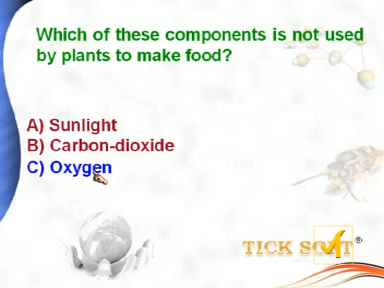 Which of these components is not used
by plants to make food?
A) Sunlight
B) Carbon-dioxide
C) Oxygen
TICK SOFT ®